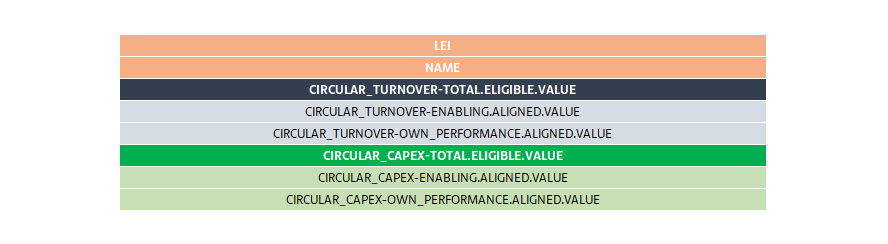 LEI
NAME
CIRCULAR_TURNOVER-TOTAL.ELIGIBLE.VALUE
CIRCULAR_TURNOVER-ENABLING.ALIGNED.VALUE
CIRCULAR_TURNOVER-OWN_PERFORMANCE.ALIGNED.VALUE
CIRCULAR_CAPEX-TOTAL.ELIGIBLE.VALUE
CIRCULAR_CAPEX-ENABLING.ALIGNED.VALUE
CIRCULAR_CAPEX-OWN_PERFORMANCE.ALIGNED.VALUE